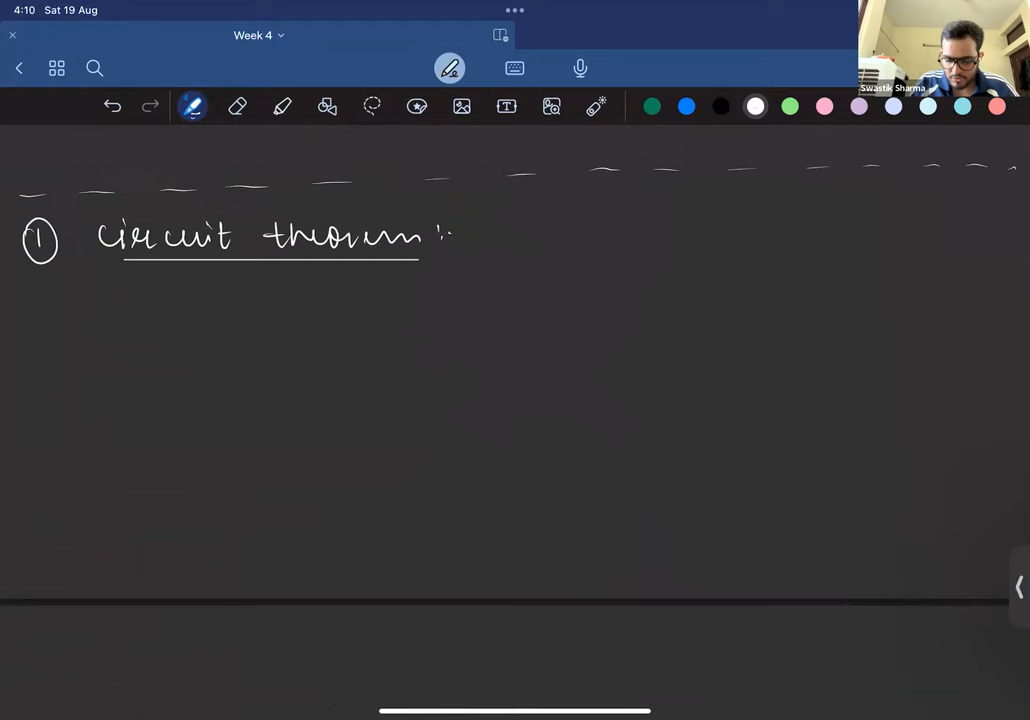 4:10 Sat 19 Aug
Week 4
Swastik Sharma
① Circuit theorem :-